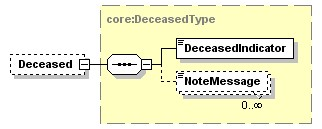 core:DeceasedType
DeceasedIndicator
Deceased
NoteMessage
0..∞